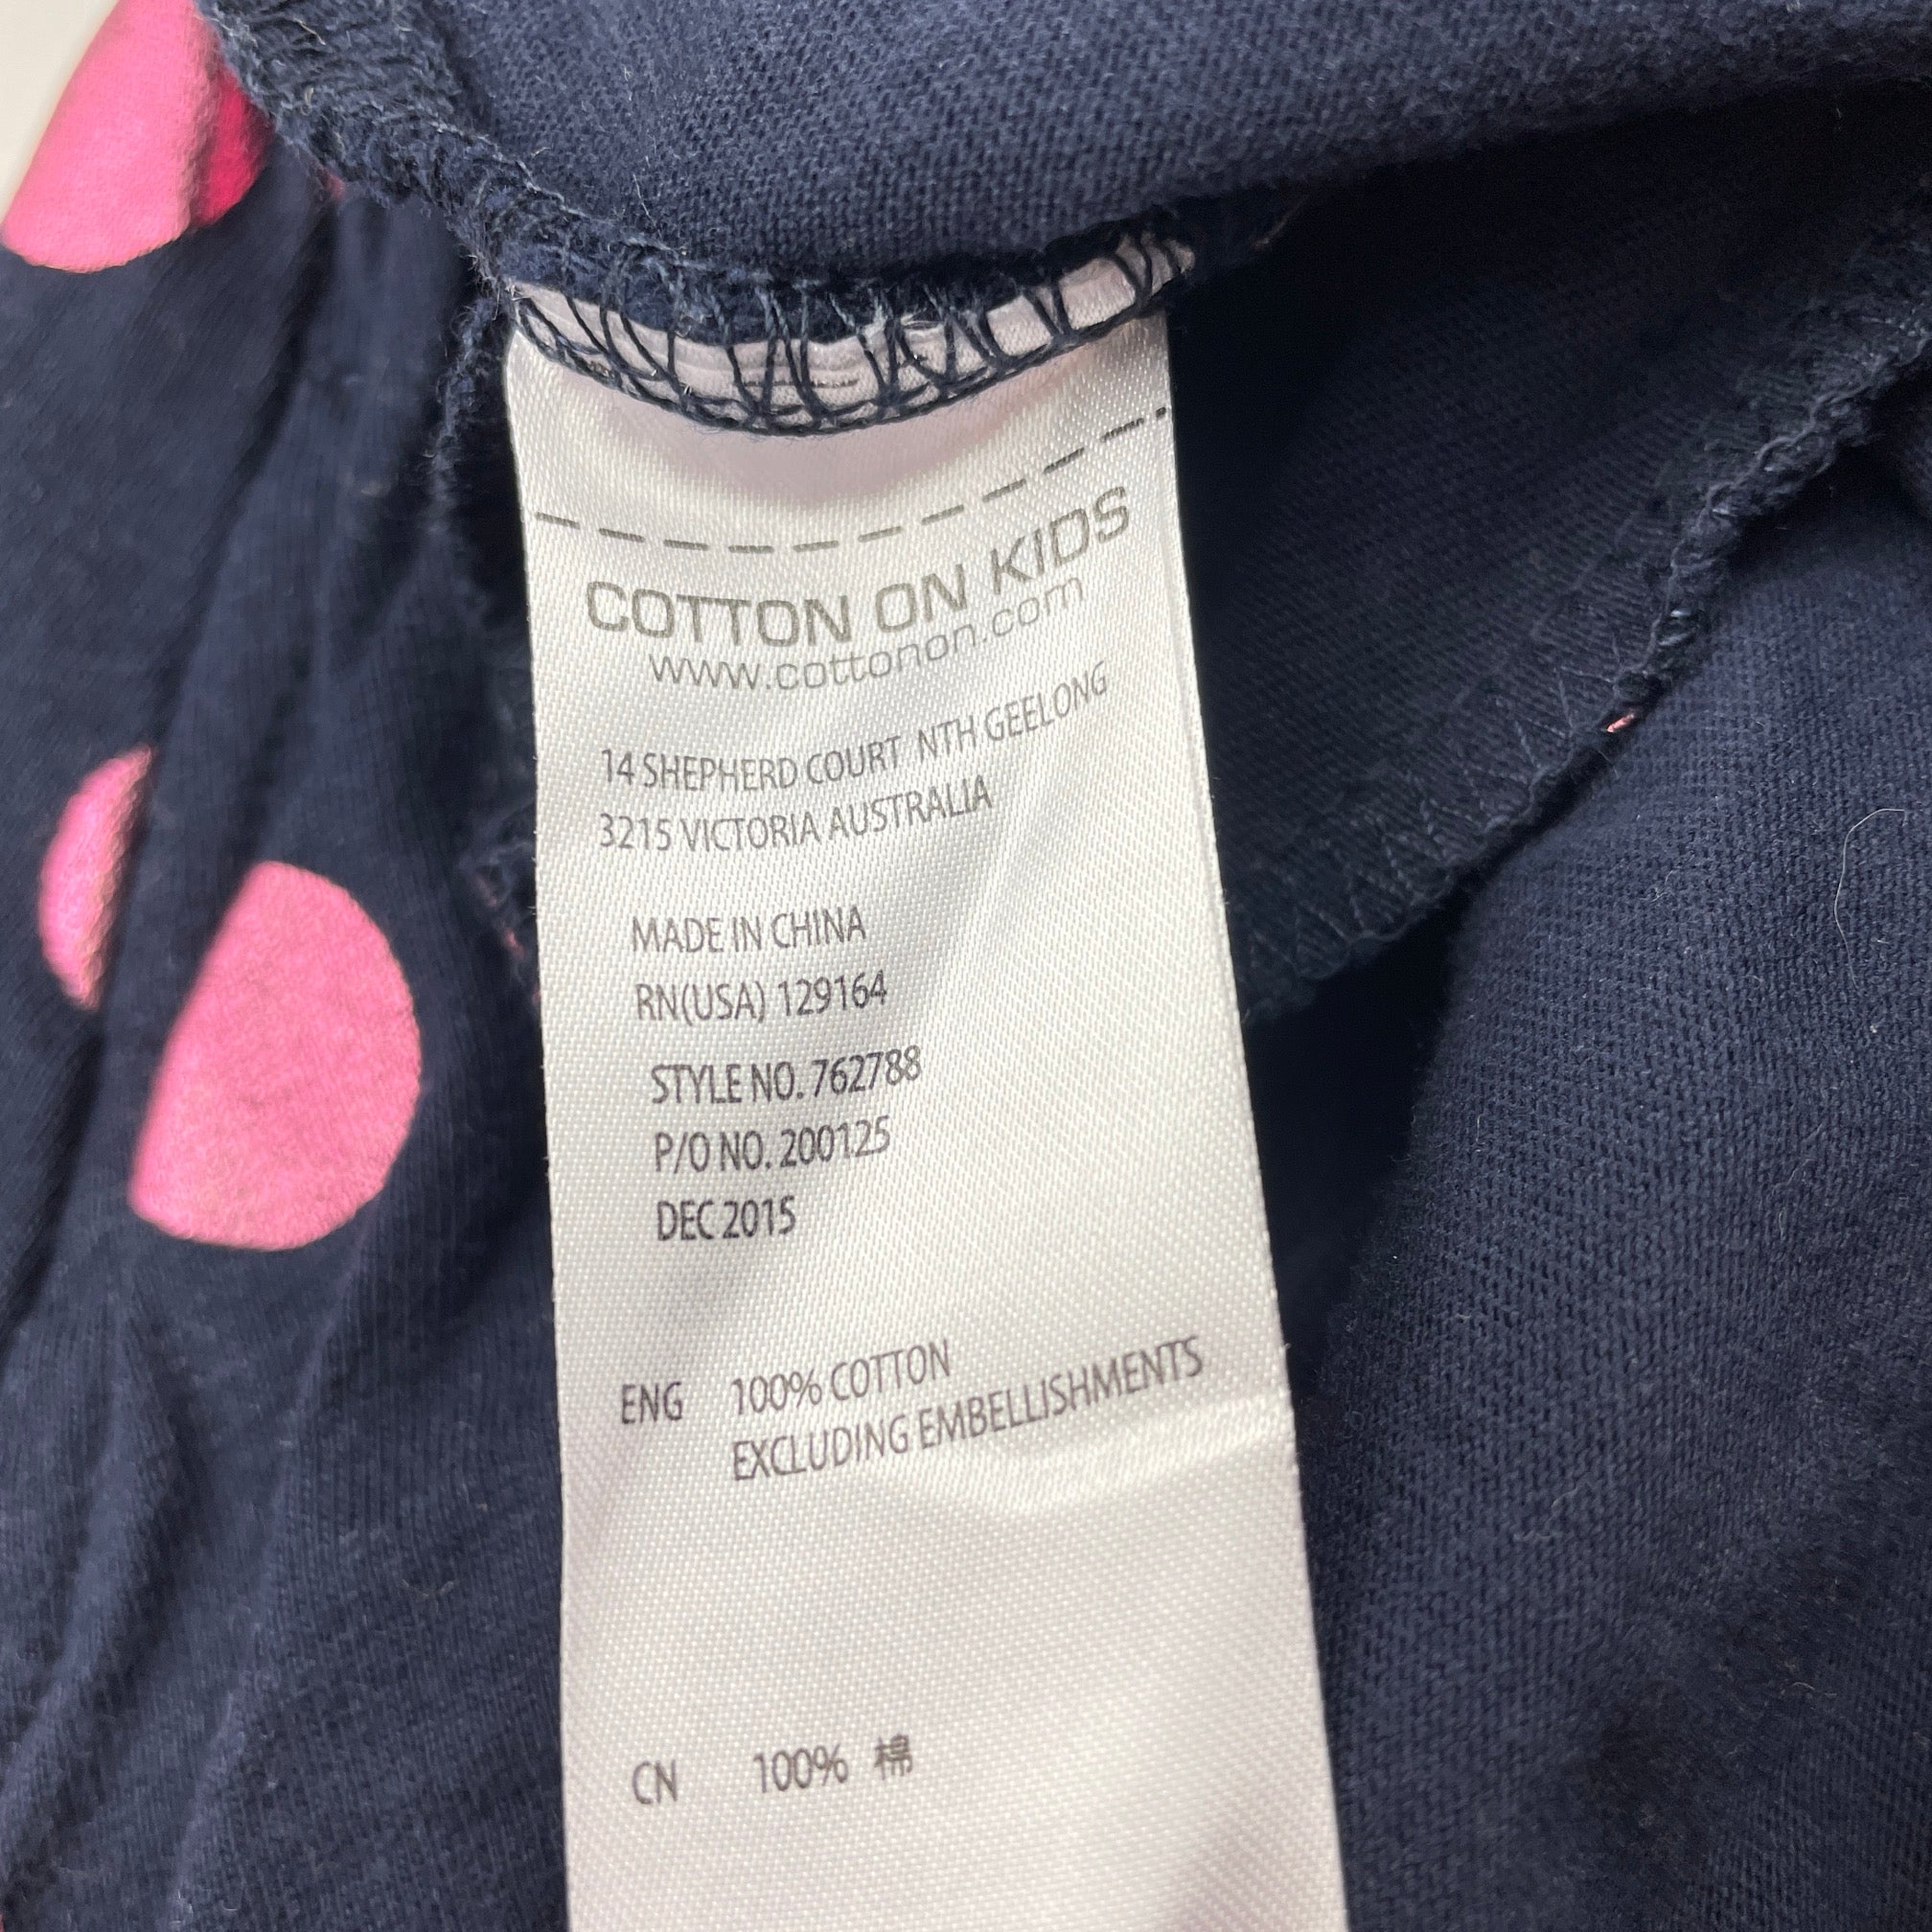 COTTON ON KIDS
www.cottonon.com
14 SHEPHERD COURT NTH GEELONG
3215 VICTORIA AUSTRALIA
MADE IN CHINA
RN(USA) 129164
STYLE NO. 762788
P/O NO. 200125
DEC 2015
ENG 100% COTTON
EXCLUDING EMBELLISHMENTS
CN 100% 棉